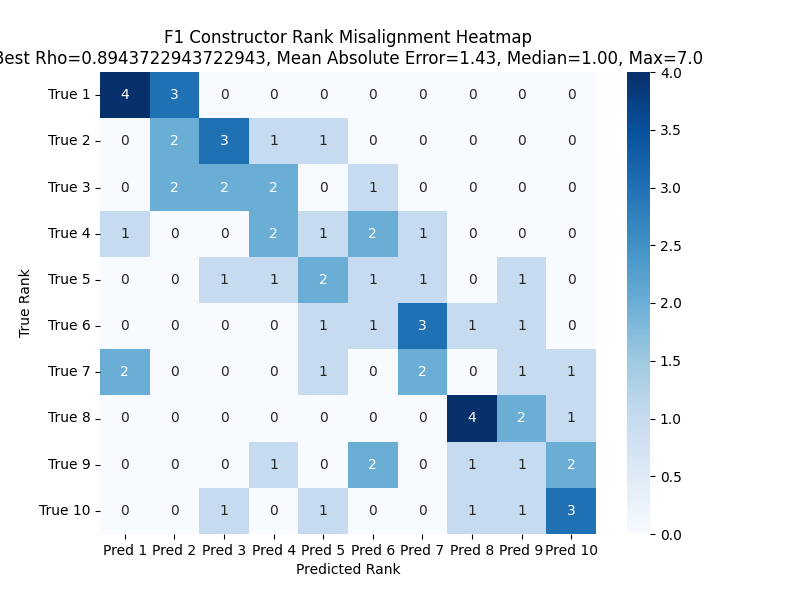 F1 Constructor Rank Misalignment Heatmap
Best Rho=0.8943722943722943, Mean Absolute Error=1.43, Median=1.00, Max=7.0
True 1 4 3 0 0 0 0 0 0 0 0
True 2 0 2 3 1 1 0 0 0 0 0
True 3 0 2 2 2 0 1 0 0 0 0
True 4 1 0 0 2 1 2 1 0 0 0
True 5 0 0 1 1 2 1 1 0 1 0
True 6 0 0 0 0 1 1 3 1 1 0
True 7 2 0 0 0 1 0 2 0 1 1
True 8 0 0 0 0 0 0 0 4 2 1
True 9 0 0 0 1 0 2 0 1 1 2
True 10 0 0 1 0 1 0 0 1 1 3
Pred 1 Pred 2 Pred 3 Pred 4 Pred 5 Pred 6 Pred 7 Pred 8 Pred 9 Pred 10
Predicted Rank
True Rank
4.0
3.5
3.0
2.5
2.0
1.5
1.0
0.5
0.0